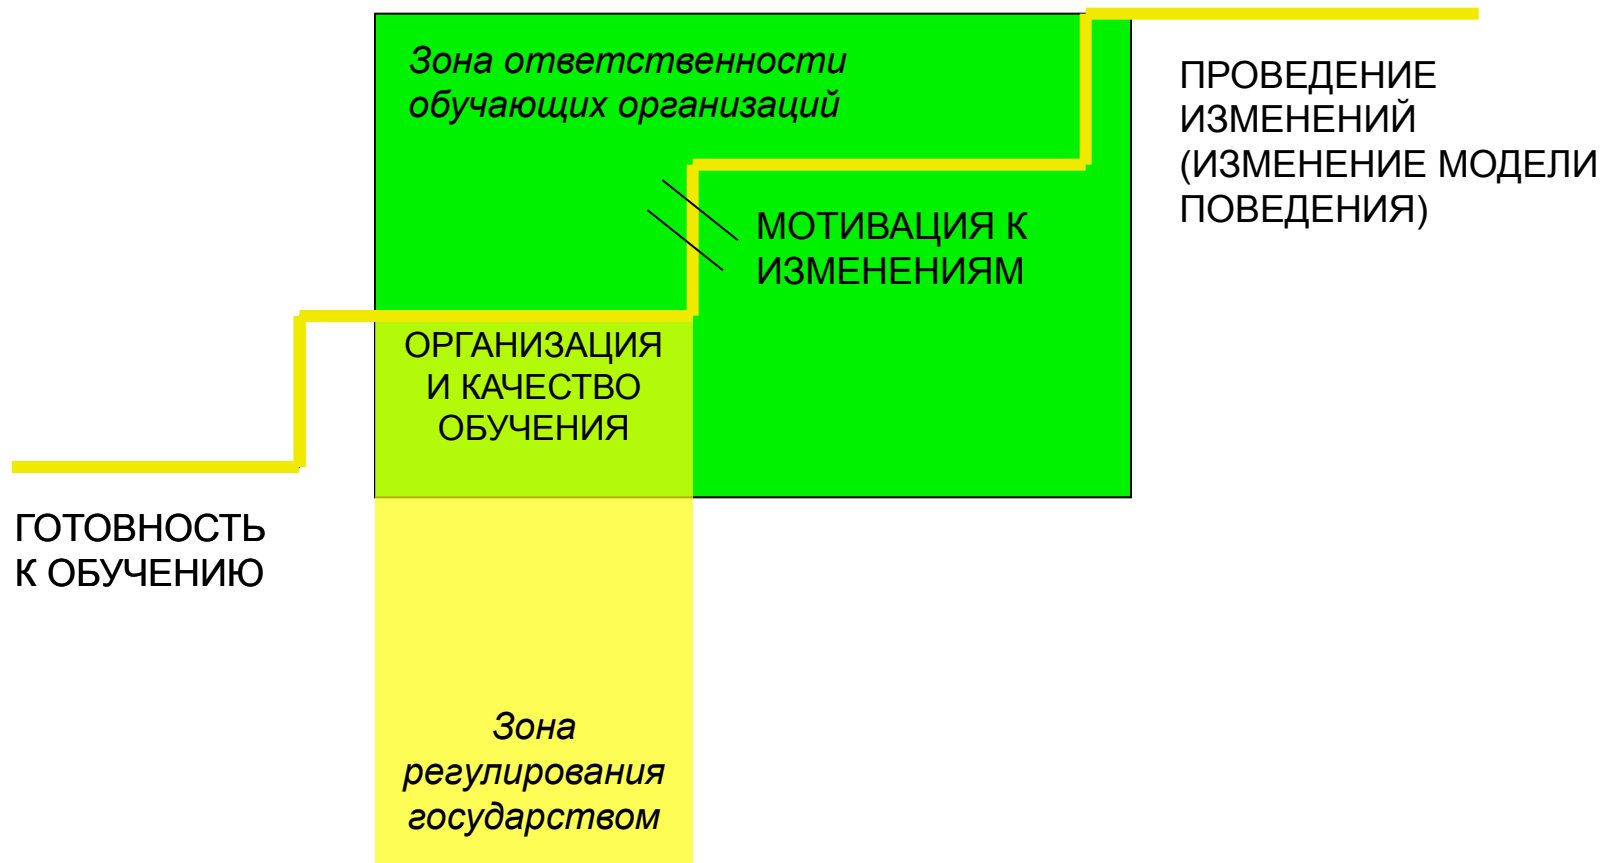 Зона ответственности
обучающих организаций
ПРОВЕДЕНИЕ
ИЗМЕНЕНИЙ
(ИЗМЕНЕНИЕ МОДЕЛИ
ПОВЕДЕНИЯ)
МОТИВАЦИЯ К
ИЗМЕНЕНИЯМ
ОРГАНИЗАЦИЯ
И КАЧЕСТВО
ОБУЧЕНИЯ
ГОТОВНОСТЬ
К ОБУЧЕНИЮ
Зона
регулирования
государством